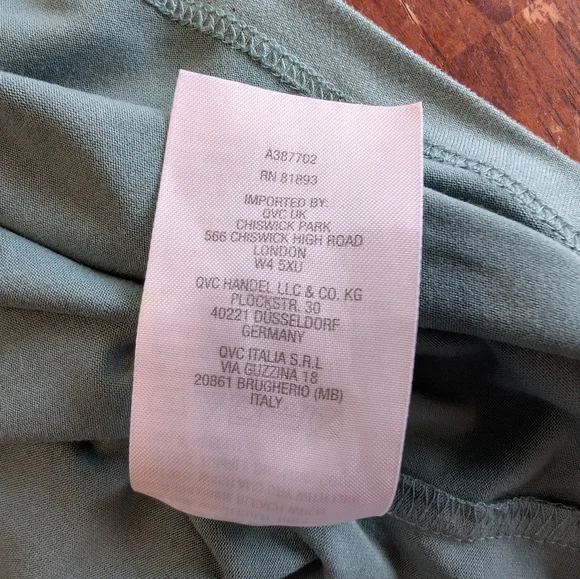 A387702
RN 81893
IMPORTED BY:
QVC UK
CHISWICK PARK
566 CHISWICK HIGH ROAD
LONDON
W4 5XU
QVC HANDEL LLC & CO. KG
PLOCKSTR. 30
40221 DÜSSELDORF
GERMANY
QVC ITALIA S.R.L
VIA GUZZINA 18
20861 BRUGHERIO (MB)
ITALY